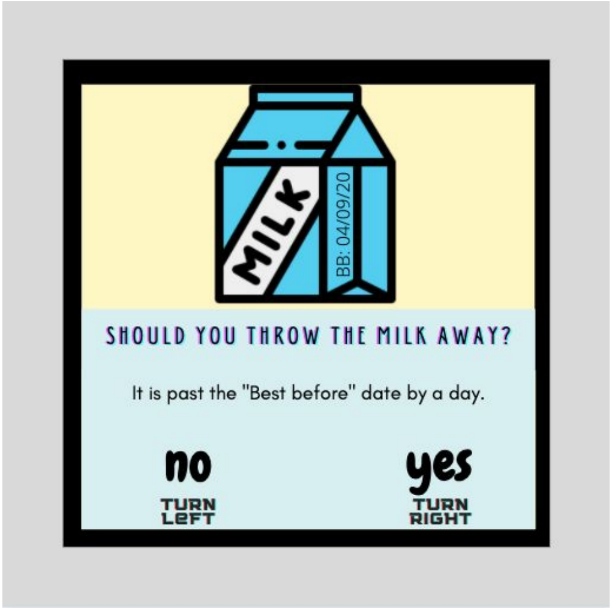 MILK
BB: 04/09/20
SHOULD YOU THROW THE MILK AWAY?
It is past the "Best before" date by a day.
no
yes
TURN
LEFT
TURN
RIGHT